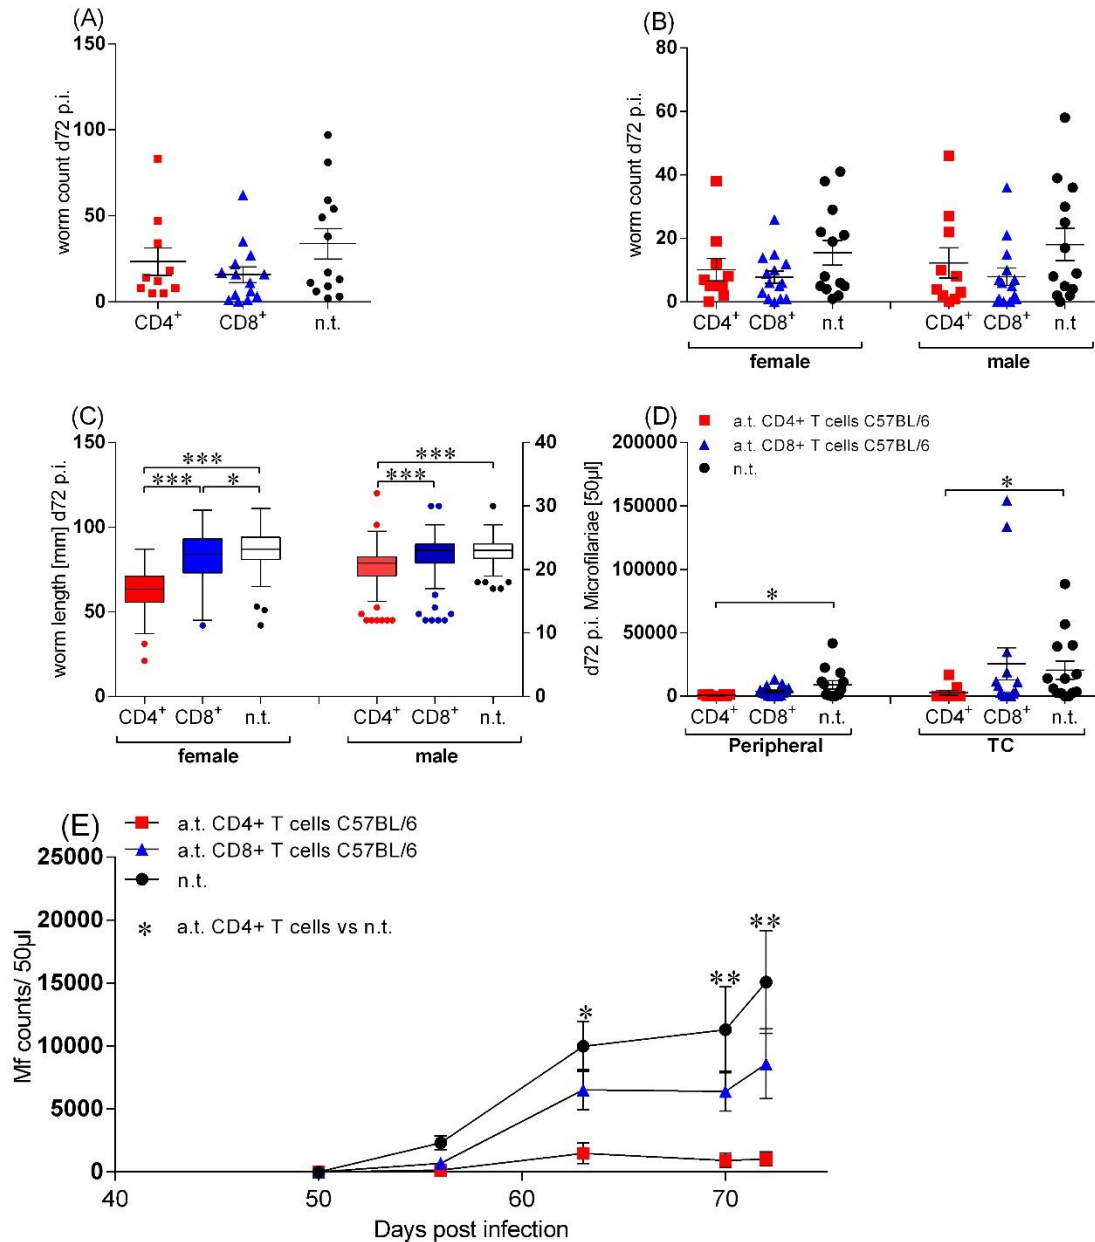 (A)
worm count d72 p.i.
150
100
50
0
CD4+ CD8+ n.t.
(B)
worm count d72 p.i.
80
60
40
20
0
CD4+ CD8+ n.t CD4+ CD8+ n.t
female male
(C)
worm length [mm] d72 p.i.
150
100
50
0
*** *** *
*** ***
40
30
20
10
0
CD4+ CD8+ n.t. CD4+ CD8+ n.t.
female male
(D)
a.t. CD4+ T cells C57BL/6
a.t. CD8+ T cells C57BL/6
n.t.
d72 p.i. Microfilariae [50µl]
200000
150000
100000
50000
0
*
*
CD4+ CD8+ n.t. CD4+ CD8+ n.t.
Peripheral TC
(E)
a.t. CD4+ T cells C57BL/6
a.t. CD8+ T cells C57BL/6
n.t.
* a.t. CD4+ T cells vs n.t.
Mf counts/ 50µl
25000
20000
15000
10000
5000
0
* ** **
40 50 60 70
Days post infection